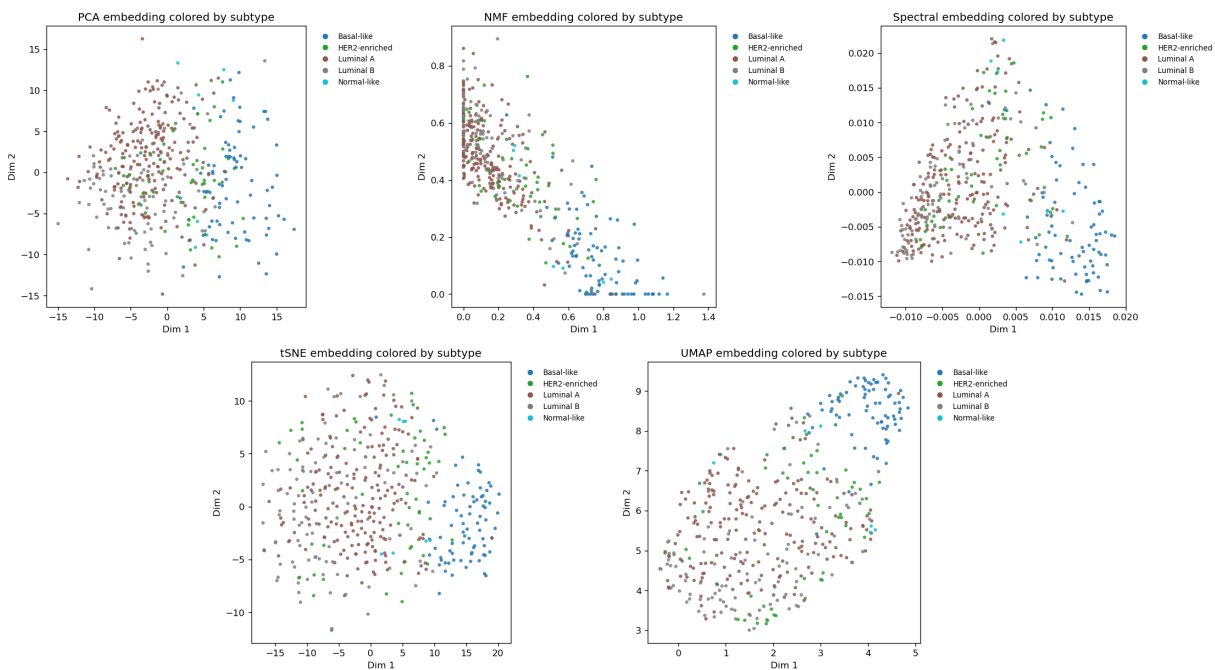 PCA embedding colored by subtype
Dim 2
15
10
5
0
−5
−10
−15
−15 −10 −5 0 5 10 15
Dim 1
Basal-like
HER2-enriched
Luminal A
Luminal B
Normal-like
NMF embedding colored by subtype
Dim 2
0.8
0.6
0.4
0.2
0.0
0.0 0.2 0.4 0.6 0.8 1.0 1.2 1.4
Dim 1
Basal-like
HER2-enriched
Luminal A
Luminal B
Normal-like
Spectral embedding colored by subtype
Dim 2
0.020
0.015
0.010
0.005
0.000
−0.005
−0.010
−0.015
−0.010 −0.005 0.000 0.005 0.010 0.015 0.020
Dim 1
Basal-like
HER2-enriched
Luminal A
Luminal B
Normal-like
tSNE embedding colored by subtype
Dim 2
10
5
0
−5
−10
−15 −10 −5 0 5 10 15 20
Dim 1
Basal-like
HER2-enriched
Luminal A
Luminal B
Normal-like
UMAP embedding colored by subtype
Dim 2
9
8
7
6
5
4
3
0 1 2 3 4 5
Dim 1
Basal-like
HER2-enriched
Luminal A
Luminal B
Normal-like